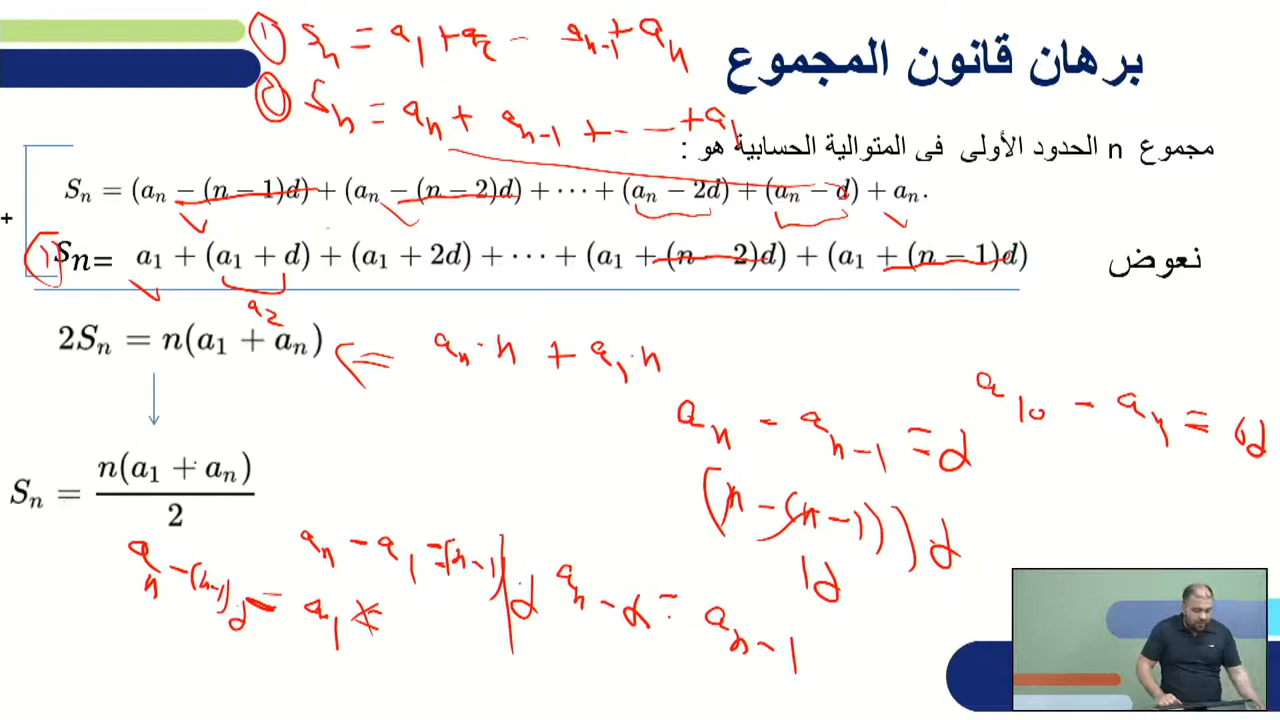 ① Sₙ = a₁ + a₂ − aₙ₋₁ + aₙ
برهان قانون المجموع
② Sₙ = aₙ + aₙ₋₁ + - — + a₁
مجموع n الحدود الأولى فى المتوالية الحسابية هو :
Sₙ = (aₙ − (n − 1)d) + (aₙ − (n − 2)d) + ⋯ + (aₙ − 2d) + (aₙ − d) + aₙ.
+
① Sₙ= a₁ + (a₁ + d) + (a₁ + 2d) + ⋯ + (a₁ + (n − 2)d) + (a₁ + (n − 1)d)
نعوض
a₂
2Sₙ = n(a₁ + aₙ) ⇐ aₙ · n + a₁ · n
aₙ − aₙ₋₁ = d
(n − (n − 1)) d
1d
Sₙ = n(a₁ + aₙ) / 2
aₙ − a₁ = (n − 1) d
aₙ − (n−1)d = a₁ *
aₙ − d = aₙ₋₁